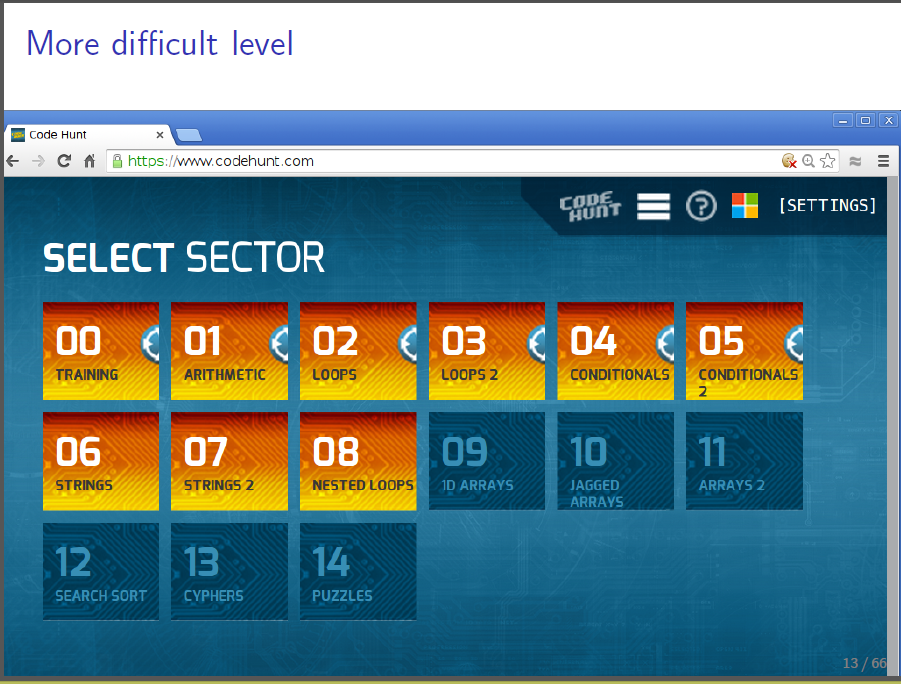 More difficult level
Code Hunt
https://www.codehunt.com
CODE HUNT
[SETTINGS]
SELECT SECTOR
00
TRAINING
01
ARITHMETIC
02
LOOPS
03
LOOPS 2
04
CONDITIONALS
05
CONDITIONALS
2
06
STRINGS
07
STRINGS 2
08
NESTED LOOPS
09
1D ARRAYS
10
JAGGED
ARRAYS
11
ARRAYS 2
12
SEARCH SORT
13
CYPHERS
14
PUZZLES
13 / 66